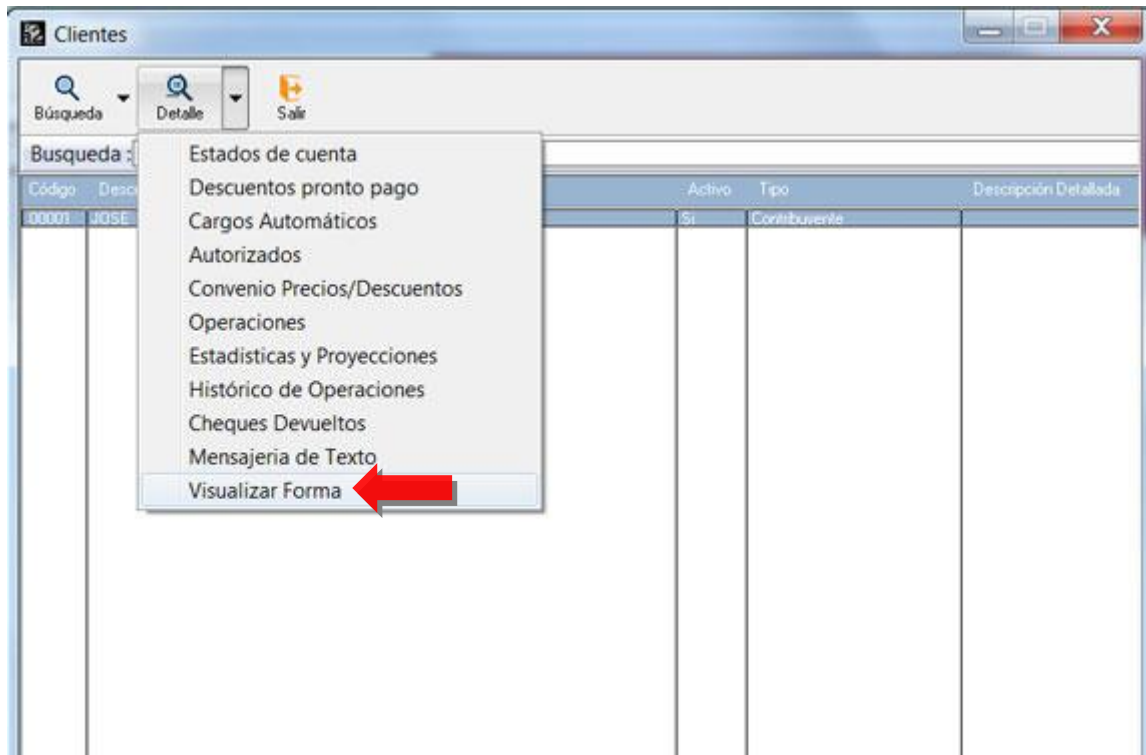 Clientes
Búsqueda Detalle Salir
Busqueda :
Código Desc Activo Tipo Descripción Detallada
00001 JOSE Si Contribuyente
Estados de cuenta
Descuentos pronto pago
Cargos Automáticos
Autorizados
Convenio Precios/Descuentos
Operaciones
Estadisticas y Proyecciones
Histórico de Operaciones
Cheques Devueltos
Mensajeria de Texto
Visualizar Forma